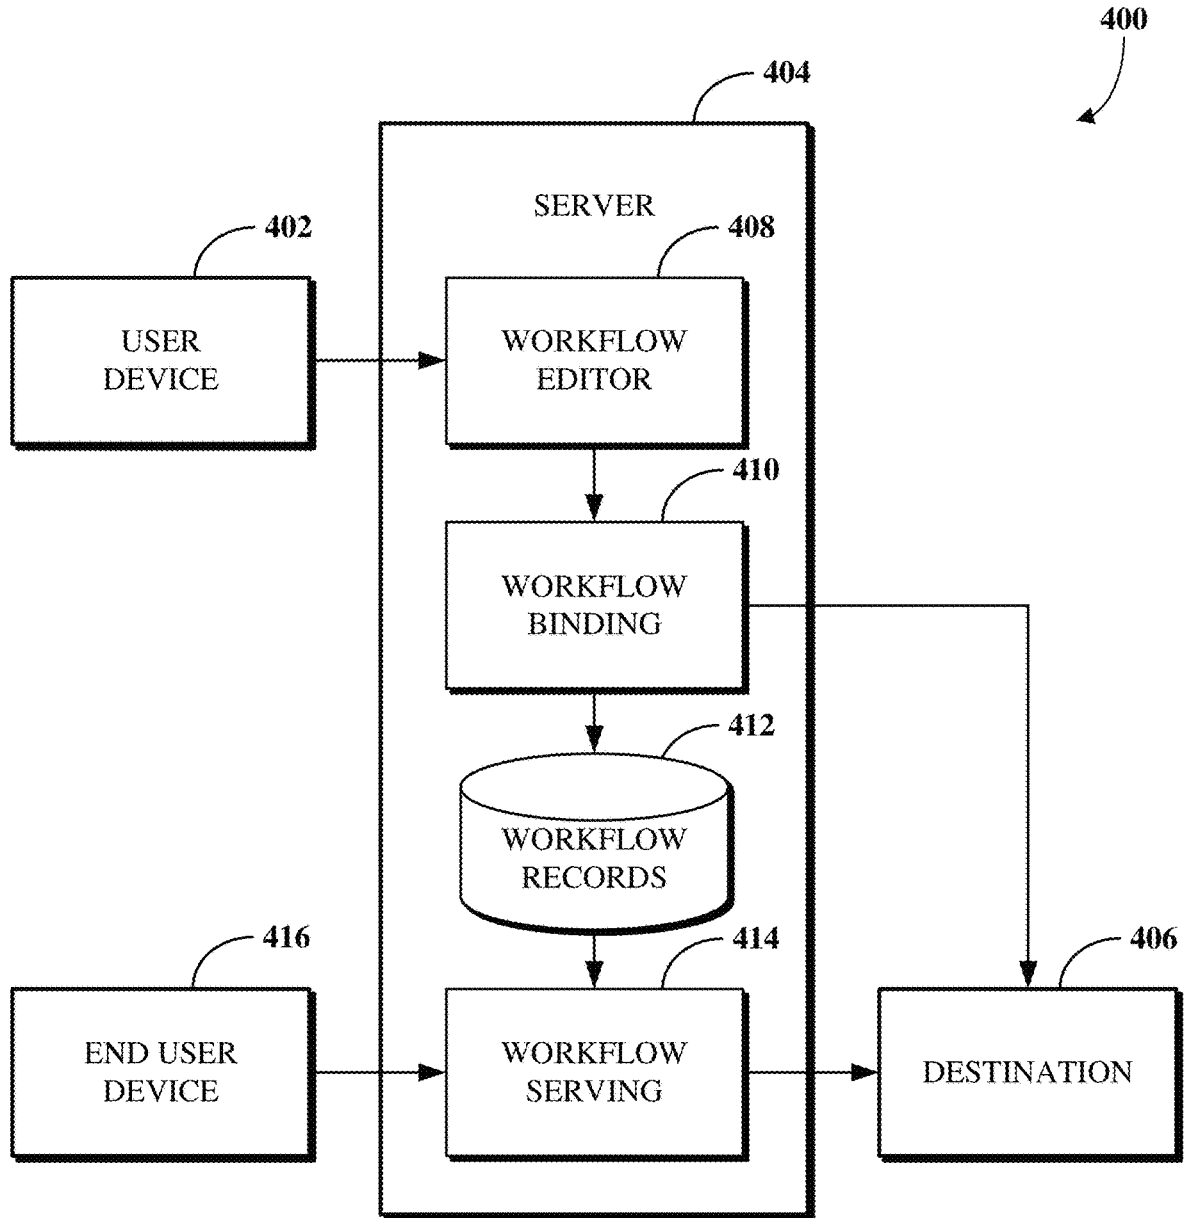 400
404
SERVER
402
408
USER
DEVICE
WORKFLOW
EDITOR
410
WORKFLOW
BINDING
412
WORKFLOW
RECORDS
416
414
406
END USER
DEVICE
WORKFLOW
SERVING
DESTINATION